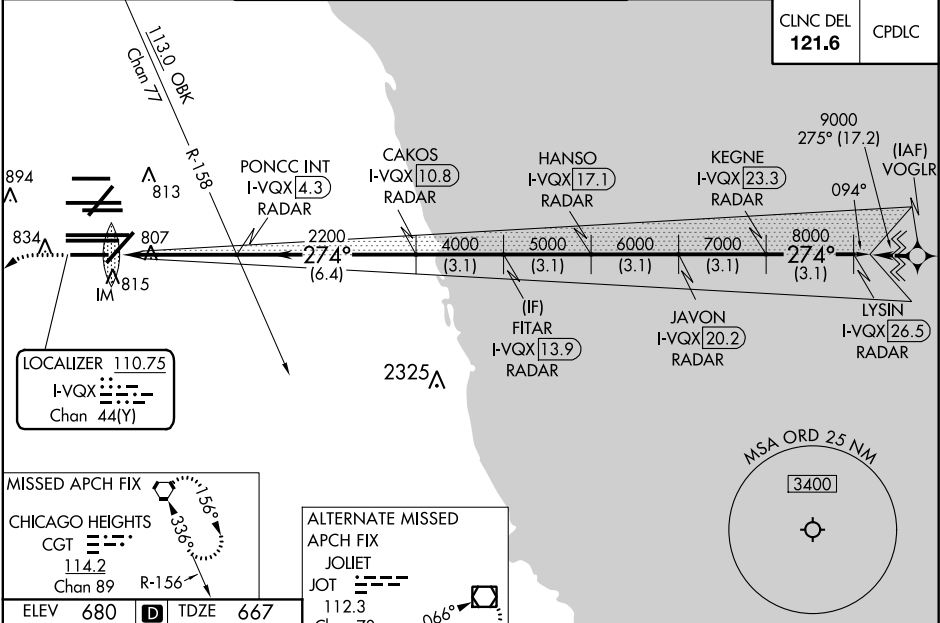 CLNC DEL
121.6
CPDLC
113.0 OBK
Chan 77
R-158
894
813
834
807
815
IM
PONCC INT
I-VQX 4.3
RADAR
CAKOS
I-VQX 10.8
RADAR
HANSO
I-VQX 17.1
RADAR
KEGNE
I-VQX 23.3
RADAR
9000
275° (17.2)
094°
(IAF)
VOGLR
2200
274°
(6.4)
4000
(3.1)
5000
(3.1)
6000
(3.1)
7000
(3.1)
8000
274°
(3.1)
(IF)
FITAR
I-VQX 13.9
RADAR
JAVON
I-VQX 20.2
RADAR
LYSIN
I-VQX 26.5
RADAR
LOCALIZER 110.75
I-VQX
Chan 44(Y)
2325
MSA ORD 25 NM
3400
MISSED APCH FIX
CHICAGO HEIGHTS
CGT
114.2
Chan 89
R-156
156°
336°
ALTERNATE MISSED
APCH FIX
JOLIET
JOT
112.3
066°
ELEV 680
D
TDZE 667